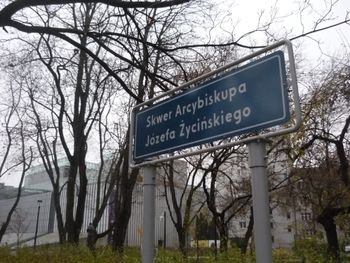 Skwer Arcybiskupa
Józefa Życińskiego